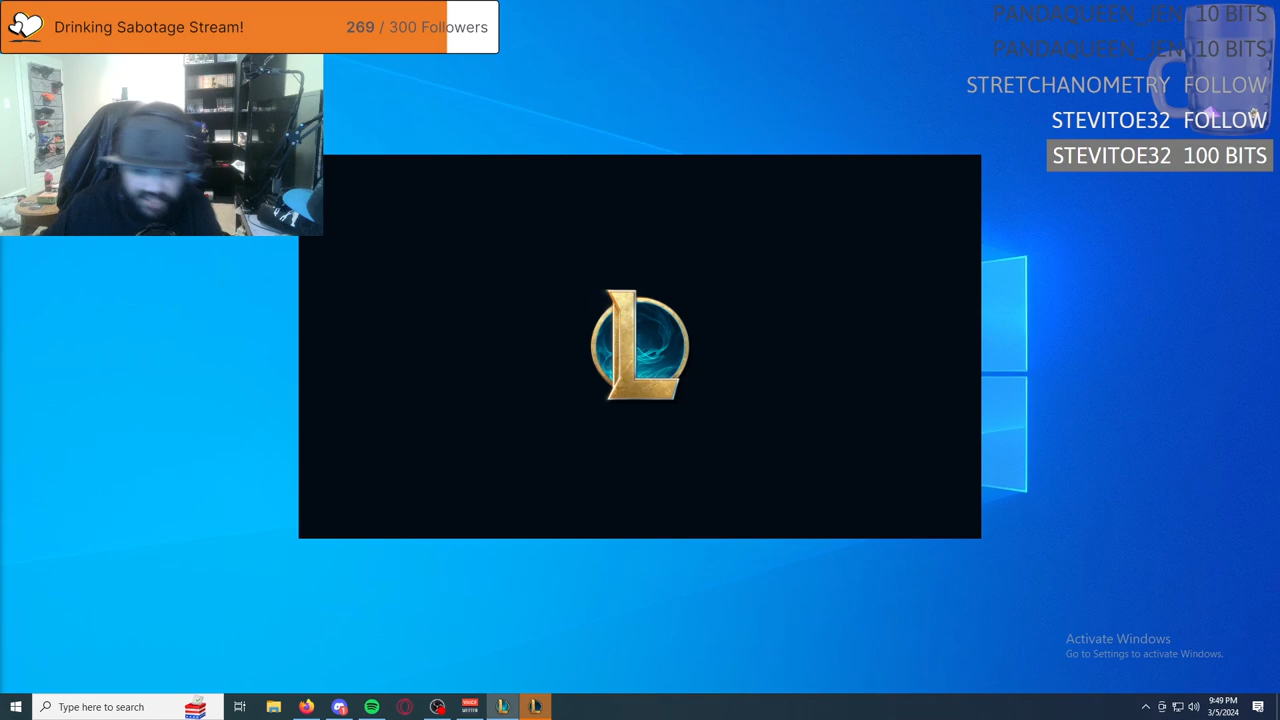 Drinking Sabotage Stream! 269 / 300 Followers
PANDAQUEEN_JEN 10 BITS
PANDAQUEEN_JEN 10 BITS
STRETCHANOMETRY FOLLOW
STEVITOE32 FOLLOW
STEVITOE32 100 BITS
L
Activate Windows
Go to Settings to activate Windows.
Type here to search
9:49 PM
3/5/2024